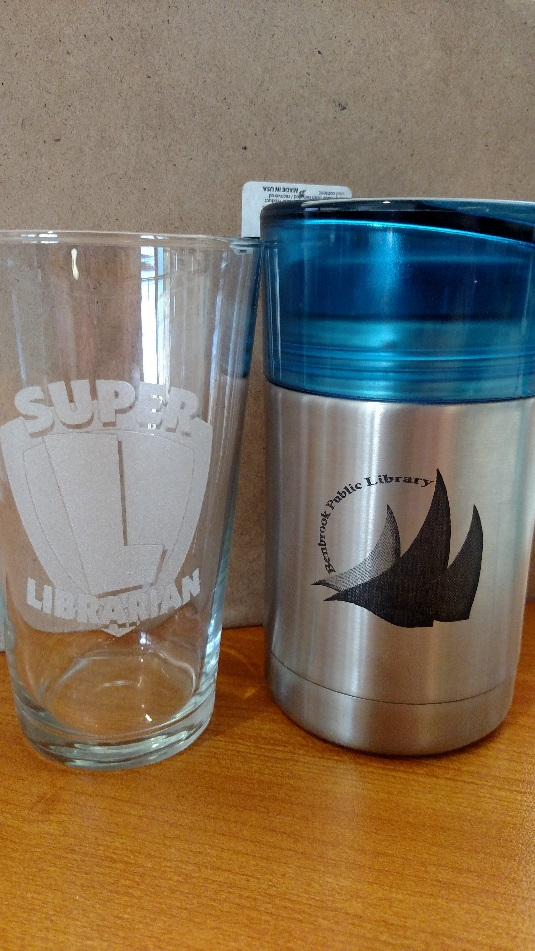 SUPER
L
LIBRARIAN
Benbrook Public Library
MADE IN USA